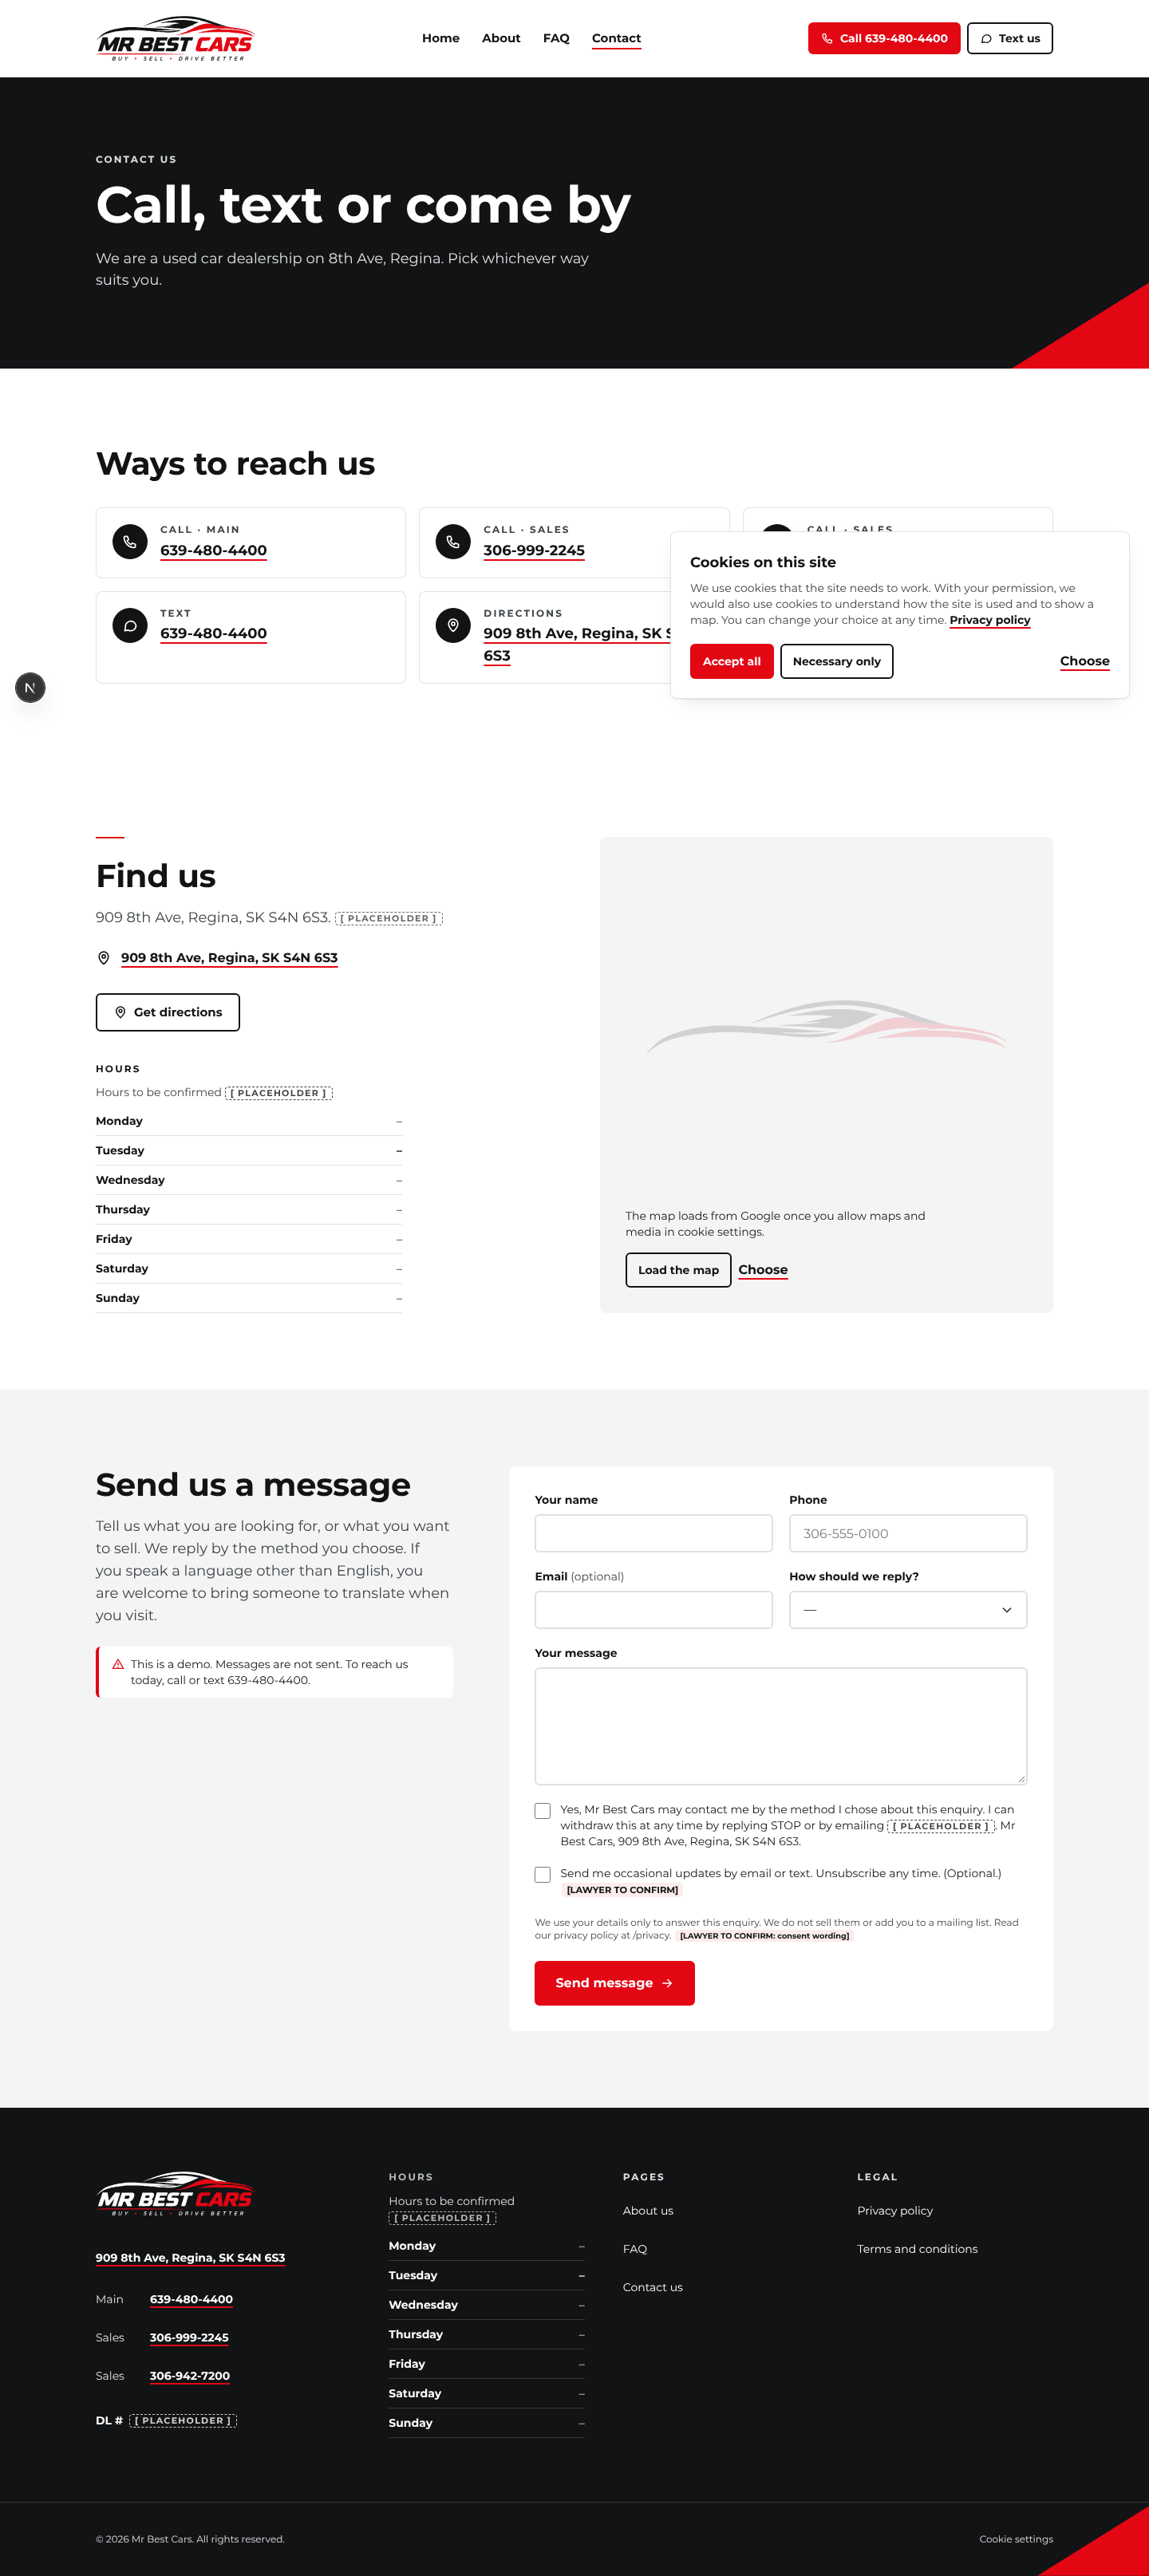 MR BEST CARS
BUY • SELL • DRIVE BETTER
Home
About
FAQ
Contact
Call 639-480-4400
Text us
CONTACT US
Call, text or come by
We are a used car dealership on 8th Ave, Regina. Pick whichever way
suits you.
Ways to reach us
CALL · MAIN
639-480-4400
CALL · SALES
306-999-2245
CALL · SALES
TEXT
639-480-4400
DIRECTIONS
909 8th Ave, Regina, SK
6S3
Cookies on this site
We use cookies that the site needs to work. With your permission, we
would also use cookies to understand how the site is used and to show a
map. You can change your choice at any time. Privacy policy
Accept all
Necessary only
Choose
N
Find us
909 8th Ave, Regina, SK S4N 6S3. [ PLACEHOLDER ]
909 8th Ave, Regina, SK S4N 6S3
Get directions
HOURS
Hours to be confirmed [ PLACEHOLDER ]
Monday –
Tuesday –
Wednesday –
Thursday –
Friday –
Saturday –
Sunday –
The map loads from Google once you allow maps and
media in cookie settings.
Load the map
Choose
Send us a message
Tell us what you are looking for, or what you want
to sell. We reply by the method you choose. If
you speak a language other than English, you
are welcome to bring someone to translate when
you visit.
This is a demo. Messages are not sent. To reach us
today, call or text 639-480-4400.
Your name
Phone
306-555-0100
Email (optional)
How should we reply?
—
Your message
Yes, Mr Best Cars may contact me by the method I chose about this enquiry. I can
withdraw this at any time by replying STOP or by emailing [ PLACEHOLDER ]. Mr
Best Cars, 909 8th Ave, Regina, SK S4N 6S3.
Send me occasional updates by email or text. Unsubscribe any time. (Optional.)
[LAWYER TO CONFIRM]
We use your details only to answer this enquiry. We do not sell them or add you to a mailing list. Read
our privacy policy at /privacy. [LAWYER TO CONFIRM: consent wording]
Send message
MR BEST CARS
BUY • SELL • DRIVE BETTER
909 8th Ave, Regina, SK S4N 6S3
Main 639-480-4400
Sales 306-999-2245
Sales 306-942-7200
DL # [ PLACEHOLDER ]
HOURS
Hours to be confirmed
[ PLACEHOLDER ]
Monday –
Tuesday –
Wednesday –
Thursday –
Friday –
Saturday –
Sunday –
PAGES
About us
FAQ
Contact us
LEGAL
Privacy policy
Terms and conditions
© 2026 Mr Best Cars. All rights reserved.
Cookie settings